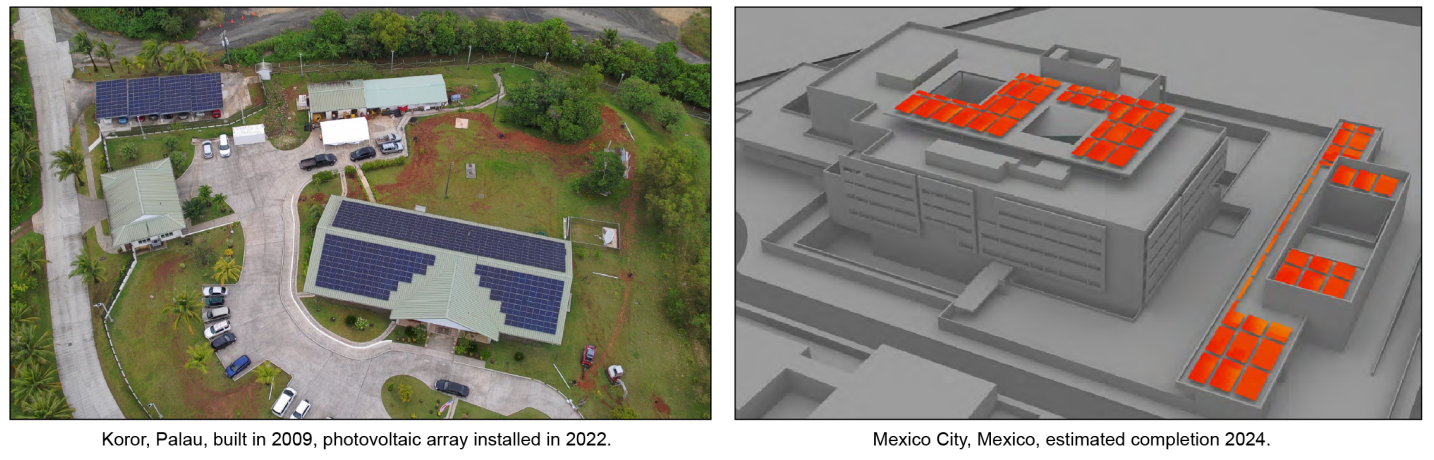 Koror, Palau, built in 2009, photovoltaic array installed in 2022.
Mexico City, Mexico, estimated completion 2024.